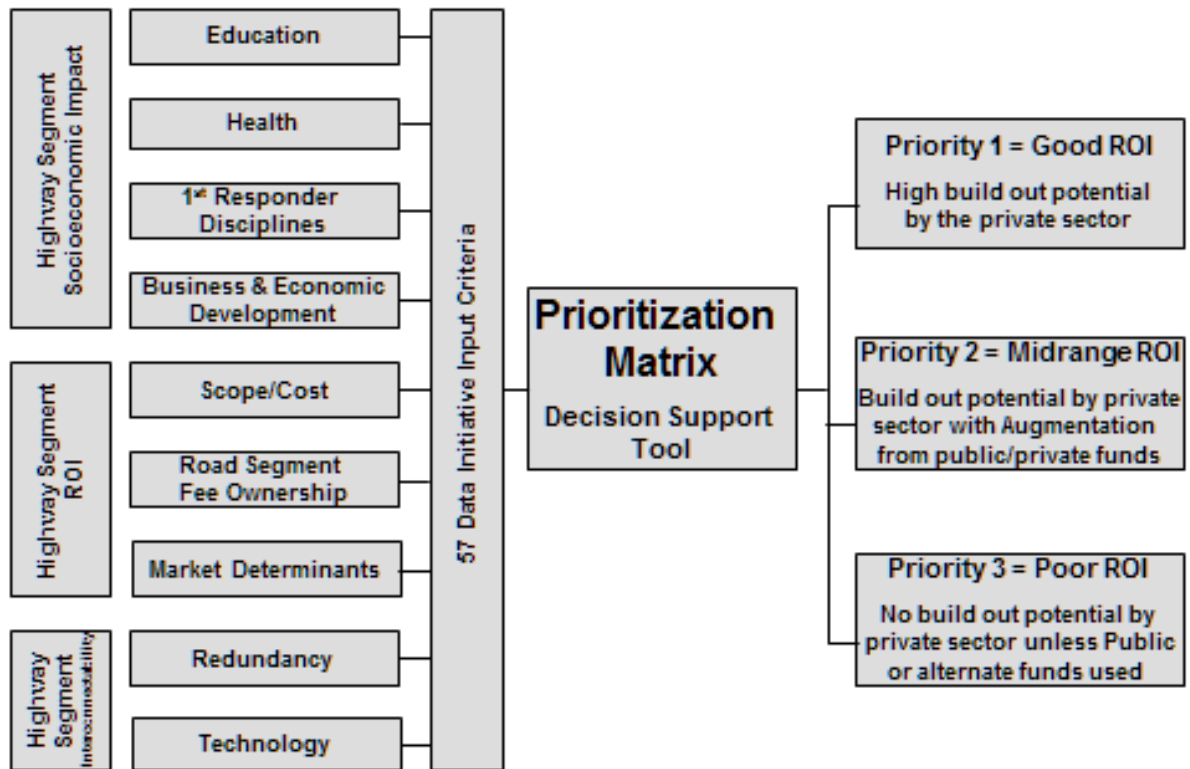 Highway Segment
Socioeconomic Impact
Education
Health
1st Responder
Disciplines
Business & Economic
Development
Highway Segment
ROI
Scope/Cost
Road Segment
Fee Ownership
Market Determinants
Highway
Segment
Interconnectability
Redundancy
Technology
57 Data Initiative Input Criteria
Prioritization
Matrix
Decision Support
Tool
Priority 1 = Good ROI
High build out potential
by the private sector
Priority 2 = Midrange ROI
Build out potential by private
sector with Augmentation
from public/private funds
Priority 3 = Poor ROI
No build out potential by
private sector unless Public
or alternate funds used